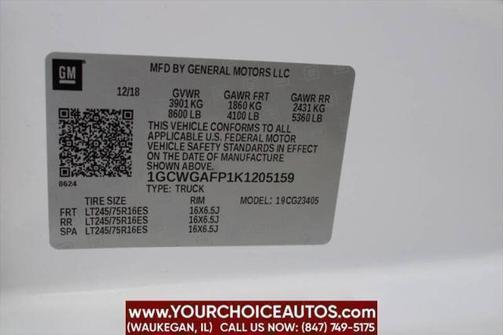 GM
MFD BY GENERAL MOTORS LLC
12/18 GVWR GAWR FRT GAWR RR
3901 KG 1860 KG 2431 KG
8600 LB 4100 LB 5360 LB
THIS VEHICLE CONFORMS TO ALL
APPLICABLE U.S. FEDERAL MOTOR
VEHICLE SAFETY STANDARDS IN EFFECT
ON THE DATE OF MANUFACTURE
SHOWN ABOVE.
8624
1GCWGAFP1K1205159
TYPE: TRUCK
TIRE SIZE RIM MODEL: 19CG23405
FRT LT245/75R16ES 16X6.5J
RR LT245/75R16ES 16X6.5J
SPA LT245/75R16ES 16X6.5J
WWW.YOURCHOICEAUTOS.COM
(WAUKEGAN, IL) CALL US: (847) 749-5175